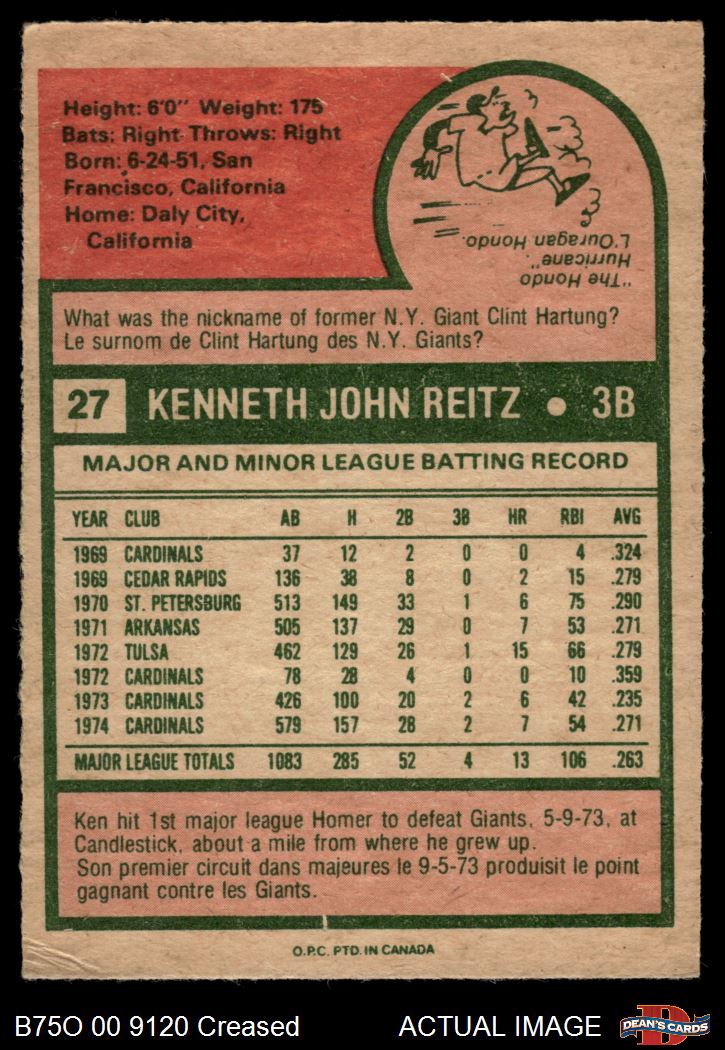 Height: 6'0" Weight: 175
Bats: Right Throws: Right
Born: 6-24-51, San
Francisco, California
Home: Daly City,
California
"The Hondo
Hurricane".
L'Ouragan Hondo.
What was the nickname of former N.Y. Giant Clint Hartung?
Le surnom de Clint Hartung des N.Y. Giants?
27 KENNETH JOHN REITZ • 3B
MAJOR AND MINOR LEAGUE BATTING RECORD
YEAR CLUB AB H 2B 3B HR RBI AVG
1969 CARDINALS 37 12 2 0 0 4 .324
1969 CEDAR RAPIDS 136 38 8 0 2 15 .279
1970 ST. PETERSBURG 513 149 33 1 6 75 .290
1971 ARKANSAS 505 137 29 0 7 53 .271
1972 TULSA 462 129 26 1 15 66 .279
1972 CARDINALS 78 28 4 0 0 10 .359
1973 CARDINALS 426 100 20 2 6 42 .235
1974 CARDINALS 579 157 28 2 7 54 .271
MAJOR LEAGUE TOTALS 1083 285 52 4 13 106 .263
Ken hit 1st major league Homer to defeat Giants, 5-9-73, at
Candlestick, about a mile from where he grew up.
Son premier circuit dans majeures le 9-5-73 produisit le point
gagnant contre les Giants.
O.P.C. PTD. IN CANADA
B75O 00 9120 Creased ACTUAL IMAGE
D
DEAN'S CARDS